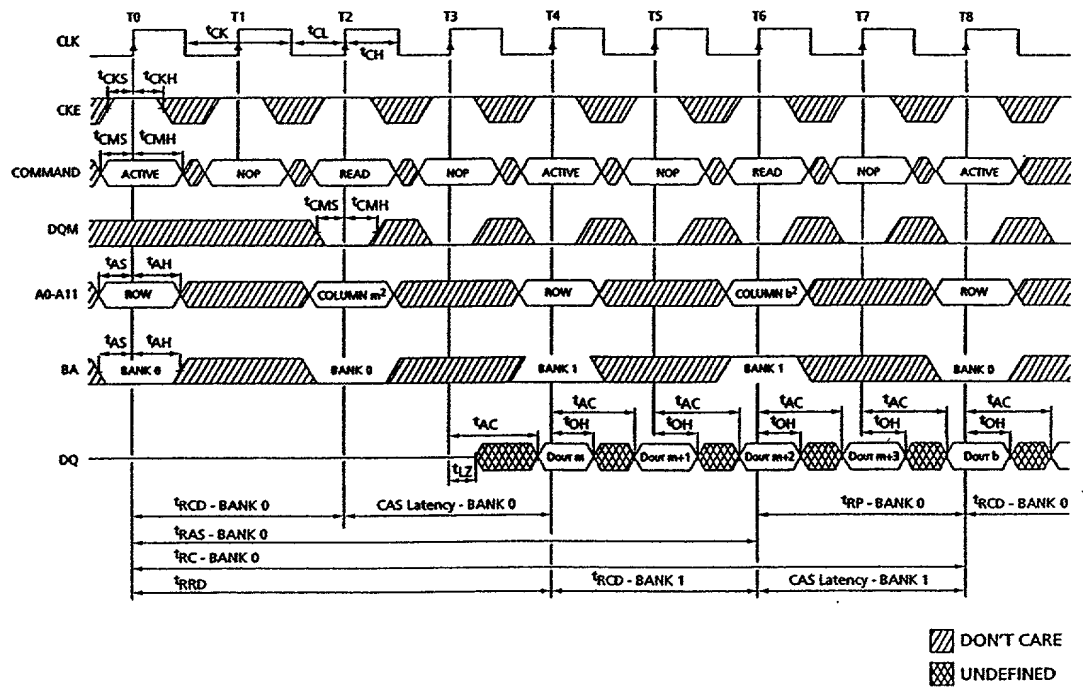 T0 T1 T2 T3 T4 T5 T6 T7 T8
CLK
tCK tCL
tCH
tCKS tCKH
CKE
tCMS tCMH
COMMAND ACTIVE NOP READ NOP ACTIVE NOP READ NOP ACTIVE
tCMS tCMH
DQM
tAS tAH
A0-A11 ROW COLUMN m² ROW COLUMN b² ROW
tAS tAH
BA BANK 0 BANK 0 BANK 1 BANK 1 BANK 0
tAC tAC tAC tAC tAC tAC
tOH tOH tOH tOH tOH
DQ DOUT m DOUT m+1 DOUT m+2 DOUT m+3 DOUT b
tLZ
tRCD - BANK 0 CAS Latency - BANK 0 tRP - BANK 0 tRCD - BANK 0
tRAS - BANK 0
tRC - BANK 0
tRRD tRCD - BANK 1 CAS Latency - BANK 1
DON'T CARE
UNDEFINED